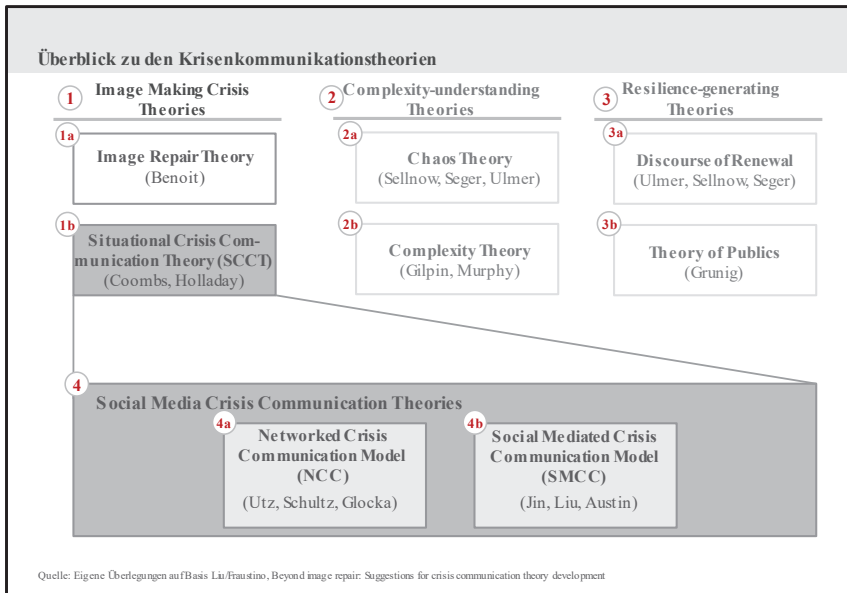 Überblick zu den Krisenkommunikationstheorien
1
Image Making Crisis
Theories
1a
Image Repair Theory
(Benoit)
1b
Situational Crisis Com-
munication Theory (SCCT)
(Coombs, Holladay)
2
Complexity-understanding
Theories
2a
Chaos Theory
(Sellnow, Seger, Ulmer)
2b
Complexity Theory
(Gilpin, Murphy)
3
Resilience-generating
Theories
3a
Discourse of Renewal
(Ulmer, Sellnow, Seger)
3b
Theory of Publics
(Grunig)
4
Social Media Crisis Communication Theories
4a
Networked Crisis
Communication Model
(NCC)
(Utz, Schultz, Glocka)
4b
Social Mediated Crisis
Communication Model
(SMCC)
(Jin, Liu, Austin)
Quelle: Eigene Überlegungen auf Basis Liu/Fraustino, Beyond image repair: Suggestions for crisis communication theory development